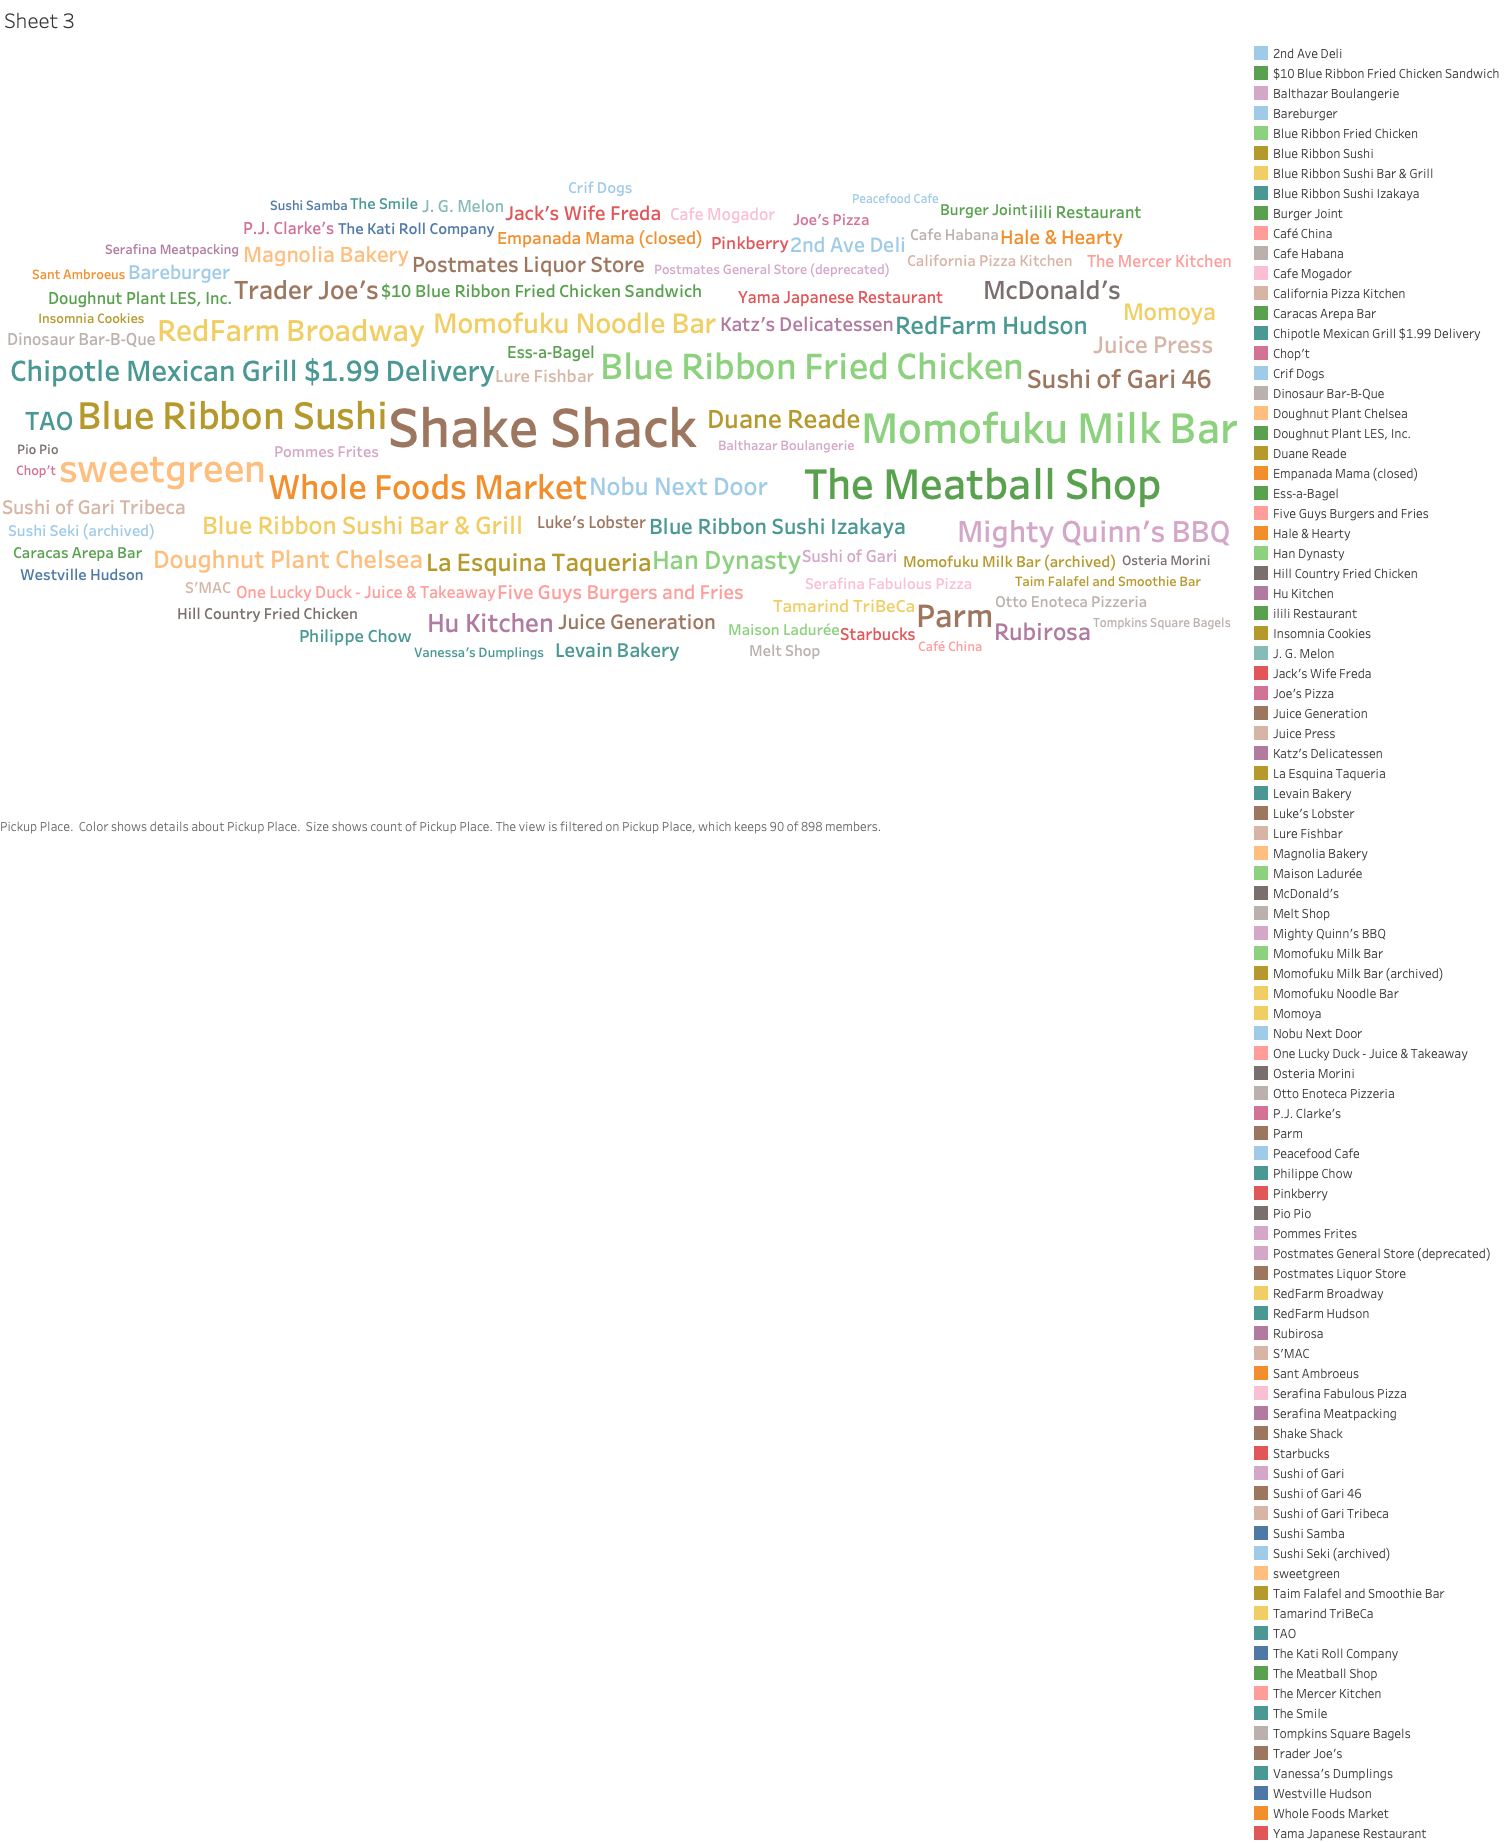 Sheet 3
Crif Dogs
Peacefood Cafe
Sushi Samba The Smile J. G. Melon Jack's Wife Freda Cafe Mogador Joe's Pizza Burger Joint ilili Restaurant
P.J. Clarke's The Kati Roll Company Empanada Mama (closed) Pinkberry 2nd Ave Deli Cafe Habana Hale & Hearty
Serafina Meatpacking Magnolia Bakery Postmates Liquor Store Postmates General Store (deprecated) California Pizza Kitchen The Mercer Kitchen
Sant Ambroeus Bareburger
Doughnut Plant LES, Inc. Trader Joe's $10 Blue Ribbon Fried Chicken Sandwich Yama Japanese Restaurant McDonald's
Insomnia Cookies Momoya
Dinosaur Bar-B-Que RedFarm Broadway Momofuku Noodle Bar Katz's Delicatessen RedFarm Hudson
Ess-a-Bagel Juice Press
Chipotle Mexican Grill $1.99 Delivery Lure Fishbar Blue Ribbon Fried Chicken Sushi of Gari 46
TAO Blue Ribbon Sushi Shake Shack Duane Reade Momofuku Milk Bar
Pio Pio Pommes Frites Balthazar Boulangerie
Chop't sweetgreen
Whole Foods Market Nobu Next Door The Meatball Shop
Sushi of Gari Tribeca
Sushi Seki (archived) Blue Ribbon Sushi Bar & Grill Luke's Lobster Blue Ribbon Sushi Izakaya Mighty Quinn's BBQ
Caracas Arepa Bar Doughnut Plant Chelsea La Esquina Taqueria Han Dynasty Sushi of Gari Momofuku Milk Bar (archived) Osteria Morini
Westville Hudson
S'MAC One Lucky Duck - Juice & Takeaway Five Guys Burgers and Fries Serafina Fabulous Pizza Taim Falafel and Smoothie Bar
Hill Country Fried Chicken Hu Kitchen Juice Generation Tamarind TriBeCa Parm Otto Enoteca Pizzeria
Philippe Chow Maison Ladurée Starbucks Rubirosa Tompkins Square Bagels
Vanessa's Dumplings Levain Bakery Melt Shop Café China
Pickup Place.  Color shows details about Pickup Place.  Size shows count of Pickup Place. The view is filtered on Pickup Place, which keeps 90 of 898 members.
2nd Ave Deli
$10 Blue Ribbon Fried Chicken Sandwich
Balthazar Boulangerie
Bareburger
Blue Ribbon Fried Chicken
Blue Ribbon Sushi
Blue Ribbon Sushi Bar & Grill
Blue Ribbon Sushi Izakaya
Burger Joint
Café China
Cafe Habana
Cafe Mogador
California Pizza Kitchen
Caracas Arepa Bar
Chipotle Mexican Grill $1.99 Delivery
Chop't
Crif Dogs
Dinosaur Bar-B-Que
Doughnut Plant Chelsea
Doughnut Plant LES, Inc.
Duane Reade
Empanada Mama (closed)
Ess-a-Bagel
Five Guys Burgers and Fries
Hale & Hearty
Han Dynasty
Hill Country Fried Chicken
Hu Kitchen
ilili Restaurant
Insomnia Cookies
J. G. Melon
Jack's Wife Freda
Joe's Pizza
Juice Generation
Juice Press
Katz's Delicatessen
La Esquina Taqueria
Levain Bakery
Luke's Lobster
Lure Fishbar
Magnolia Bakery
Maison Ladurée
McDonald's
Melt Shop
Mighty Quinn's BBQ
Momofuku Milk Bar
Momofuku Milk Bar (archived)
Momofuku Noodle Bar
Momoya
Nobu Next Door
One Lucky Duck - Juice & Takeaway
Osteria Morini
Otto Enoteca Pizzeria
P.J. Clarke's
Parm
Peacefood Cafe
Philippe Chow
Pinkberry
Pio Pio
Pommes Frites
Postmates General Store (deprecated)
Postmates Liquor Store
RedFarm Broadway
RedFarm Hudson
Rubirosa
S'MAC
Sant Ambroeus
Serafina Fabulous Pizza
Serafina Meatpacking
Shake Shack
Starbucks
Sushi of Gari
Sushi of Gari 46
Sushi of Gari Tribeca
Sushi Samba
Sushi Seki (archived)
sweetgreen
Taim Falafel and Smoothie Bar
Tamarind TriBeCa
TAO
The Kati Roll Company
The Meatball Shop
The Mercer Kitchen
The Smile
Tompkins Square Bagels
Trader Joe's
Vanessa's Dumplings
Westville Hudson
Whole Foods Market
Yama Japanese Restaurant